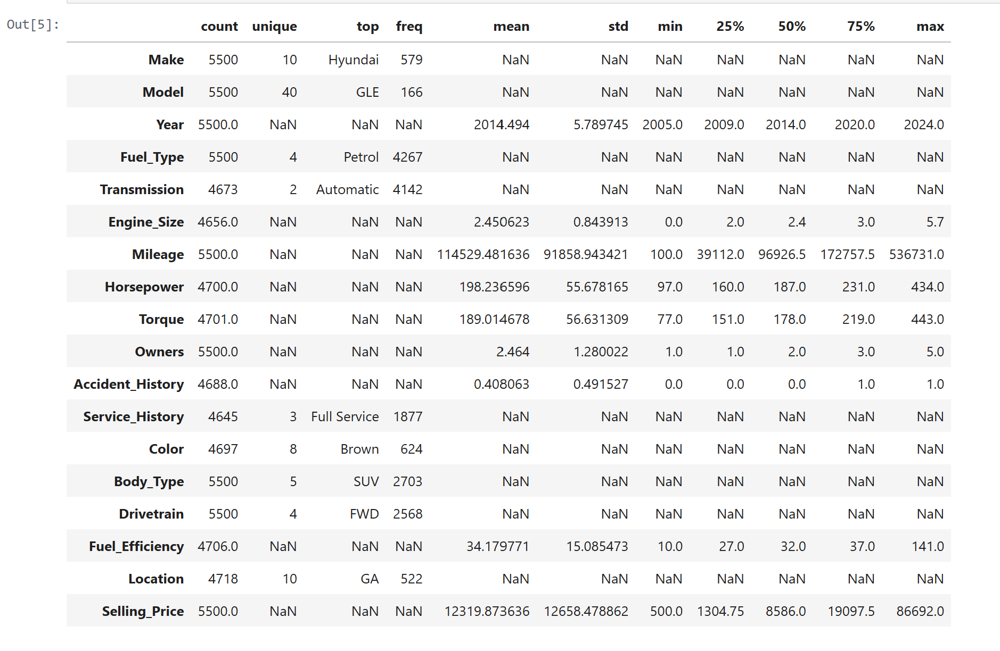 Out[5]:
count unique top freq mean std min 25% 50% 75% max
Make 5500 10 Hyundai 579 NaN NaN NaN NaN NaN NaN NaN
Model 5500 40 GLE 166 NaN NaN NaN NaN NaN NaN NaN
Year 5500.0 NaN NaN NaN 2014.494 5.789745 2005.0 2009.0 2014.0 2020.0 2024.0
Fuel_Type 5500 4 Petrol 4267 NaN NaN NaN NaN NaN NaN NaN
Transmission 4673 2 Automatic 4142 NaN NaN NaN NaN NaN NaN NaN
Engine_Size 4656.0 NaN NaN NaN 2.450623 0.843913 0.0 2.0 2.4 3.0 5.7
Mileage 5500.0 NaN NaN NaN 114529.481636 91858.943421 100.0 39112.0 96926.5 172757.5 536731.0
Horsepower 4700.0 NaN NaN NaN 198.236596 55.678165 97.0 160.0 187.0 231.0 434.0
Torque 4701.0 NaN NaN NaN 189.014678 56.631309 77.0 151.0 178.0 219.0 443.0
Owners 5500.0 NaN NaN NaN 2.464 1.280022 1.0 1.0 2.0 3.0 5.0
Accident_History 4688.0 NaN NaN NaN 0.408063 0.491527 0.0 0.0 0.0 1.0 1.0
Service_History 4645 3 Full Service 1877 NaN NaN NaN NaN NaN NaN NaN
Color 4697 8 Brown 624 NaN NaN NaN NaN NaN NaN NaN
Body_Type 5500 5 SUV 2703 NaN NaN NaN NaN NaN NaN NaN
Drivetrain 5500 4 FWD 2568 NaN NaN NaN NaN NaN NaN NaN
Fuel_Efficiency 4706.0 NaN NaN NaN 34.179771 15.085473 10.0 27.0 32.0 37.0 141.0
Location 4718 10 GA 522 NaN NaN NaN NaN NaN NaN NaN
Selling_Price 5500.0 NaN NaN NaN 12319.873636 12658.478862 500.0 1304.75 8586.0 19097.5 86692.0